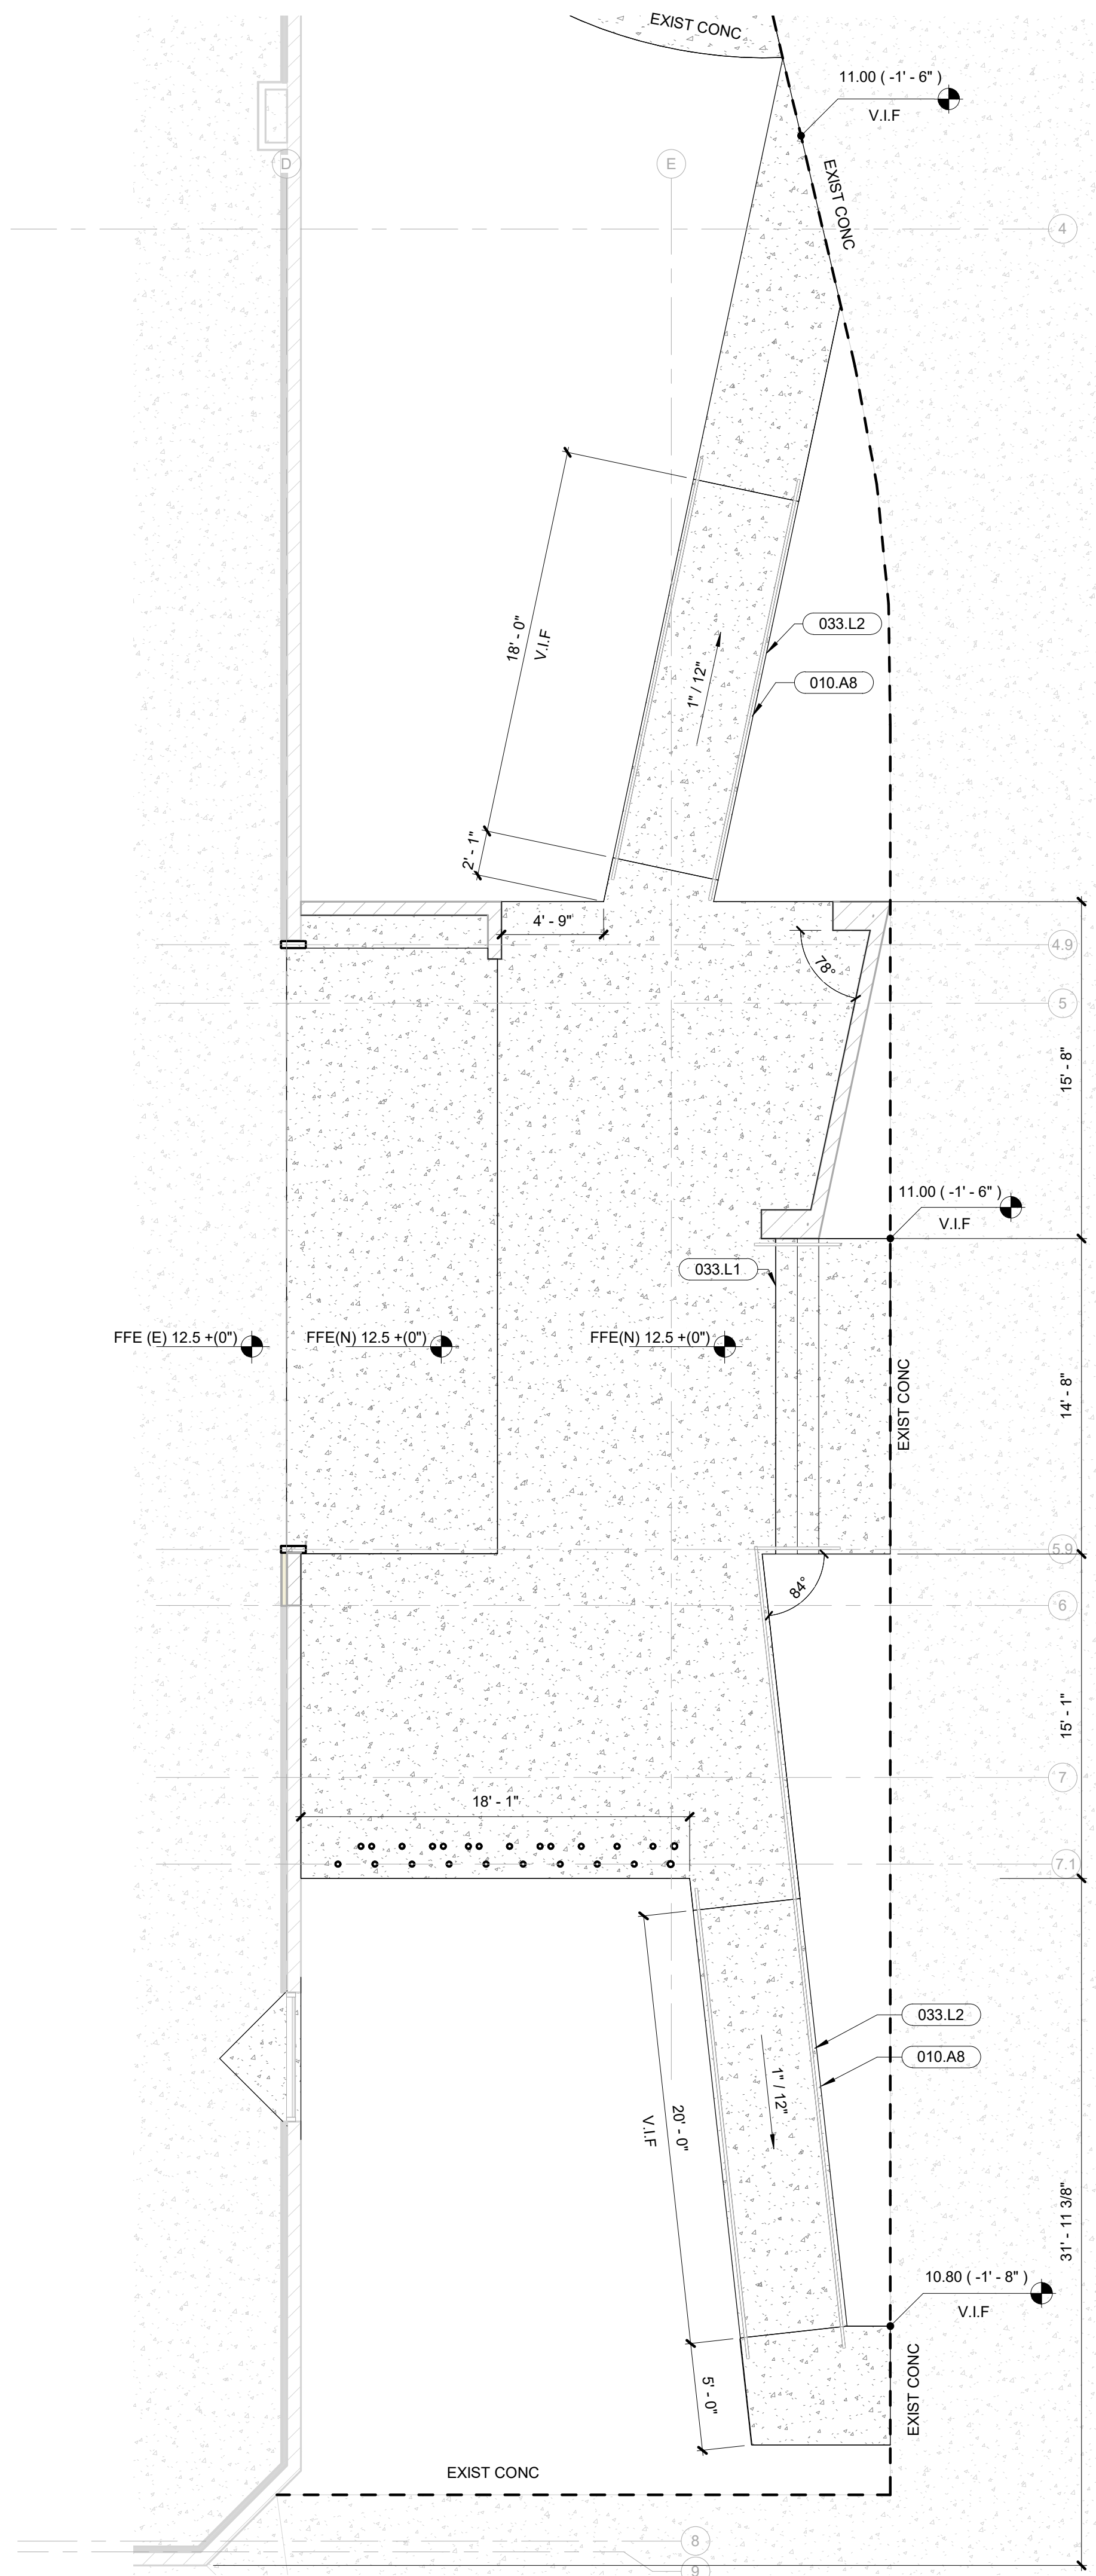 EXIST CONC
11.00 ( -1' - 6" )
V.I.F
D
E
EXIST CONC
4
18' - 0"
V.I.F
033.L2
1" / 12"
010.A8
2' - 1"
4' - 9"
4.9
78°
5
15' - 8"
11.00 ( -1' - 6" )
V.I.F
033.L1
FFE (E) 12.5 +(0")
FFE(N) 12.5 +(0")
FFE(N) 12.5 +(0")
EXIST CONC
14' - 8"
5.9
84°
6
15' - 1"
7
18' - 1"
7.1
033.L2
010.A8
1" / 12"
20' - 0"
V.I.F
31' - 11 3/8"
10.80 ( -1' - 8" )
V.I.F
EXIST CONC
5' - 0"
EXIST CONC
8
9